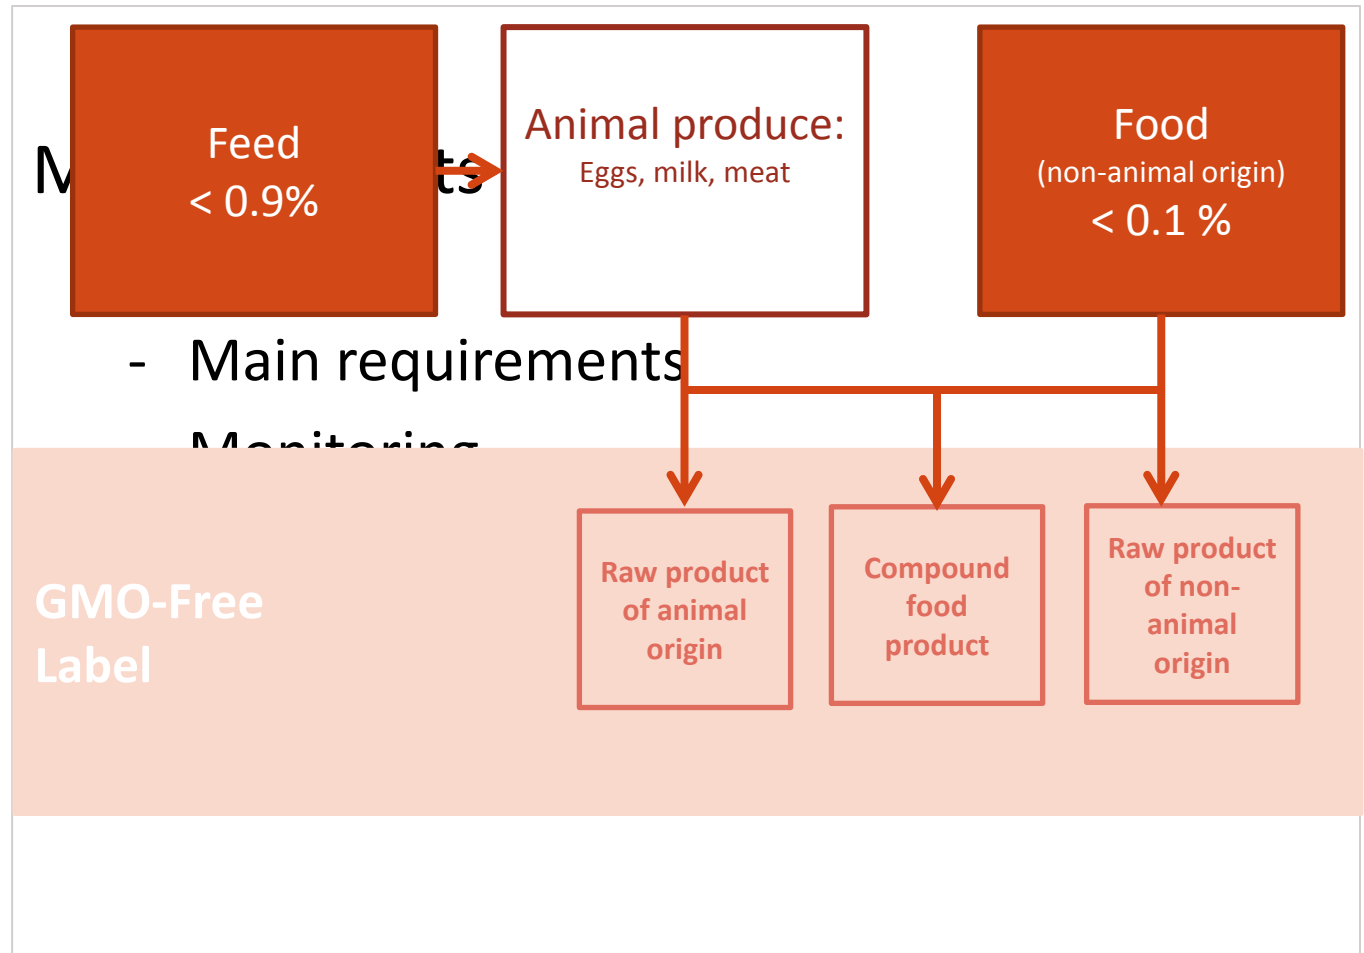 Feed
< 0.9%
Animal produce:
Eggs, milk, meat
Food
(non-animal origin)
< 0.1 %
- Main requirements
Monitoring
GMO-Free
Label
Raw product
of animal
origin
Compound
food
product
Raw product
of non-
animal
origin